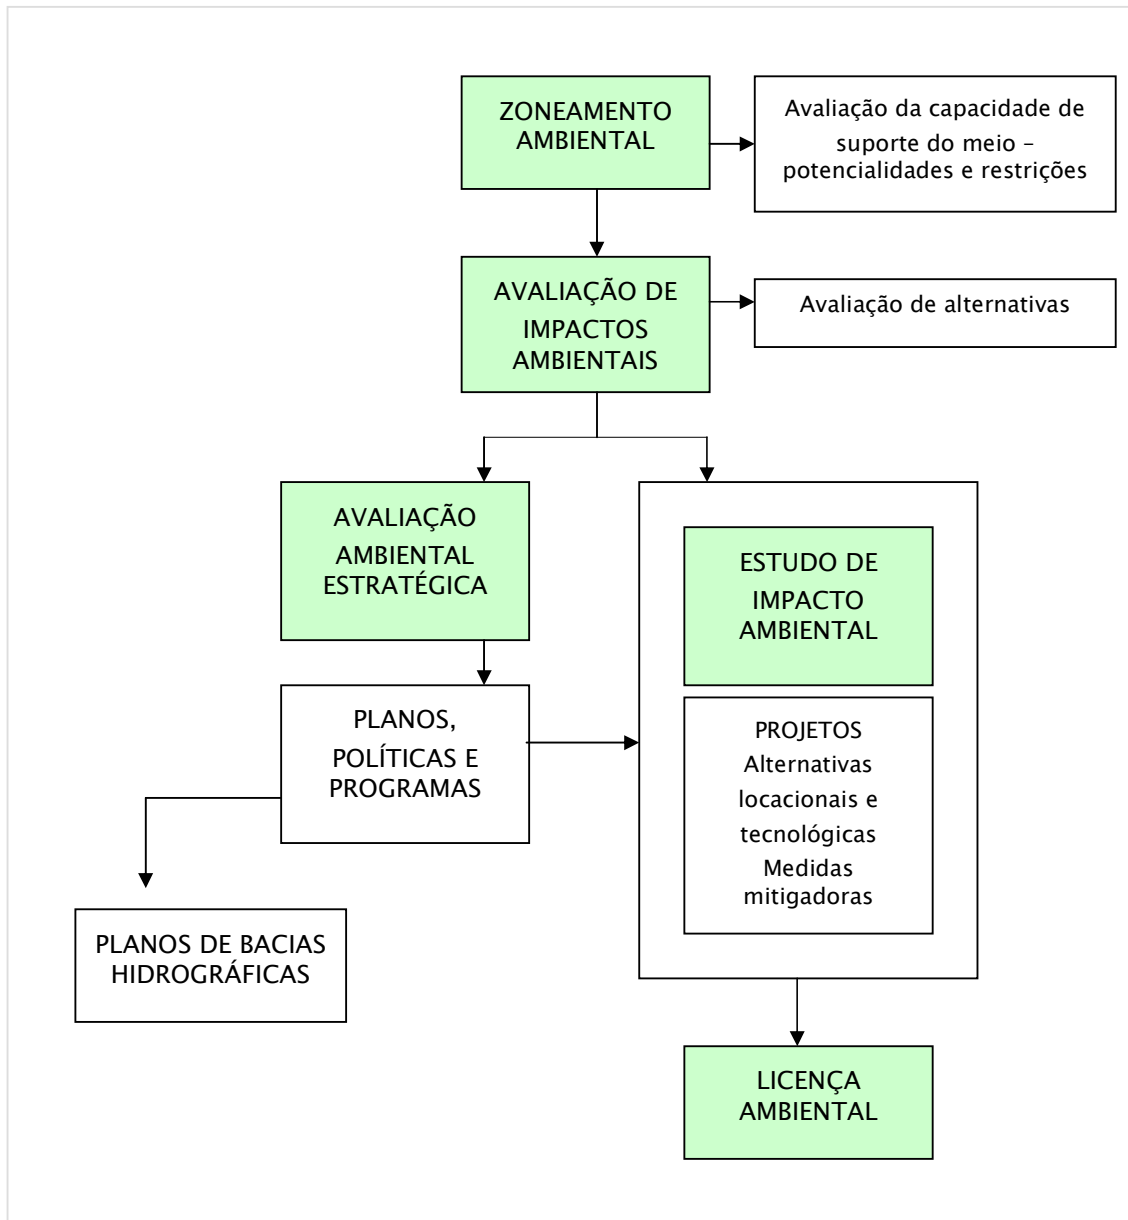 ZONEAMENTO
AMBIENTAL
Avaliação da capacidade de
suporte do meio –
potencialidades e restrições
AVALIAÇÃO DE
IMPACTOS
AMBIENTAIS
Avaliação de alternativas
AVALIAÇÃO
AMBIENTAL
ESTRATÉGICA
ESTUDO DE
IMPACTO
AMBIENTAL
PLANOS,
POLÍTICAS E
PROGRAMAS
PROJETOS
Alternativas
locacionais e
tecnológicas
Medidas
mitigadoras
PLANOS DE BACIAS
HIDROGRÁFICAS
LICENÇA
AMBIENTAL